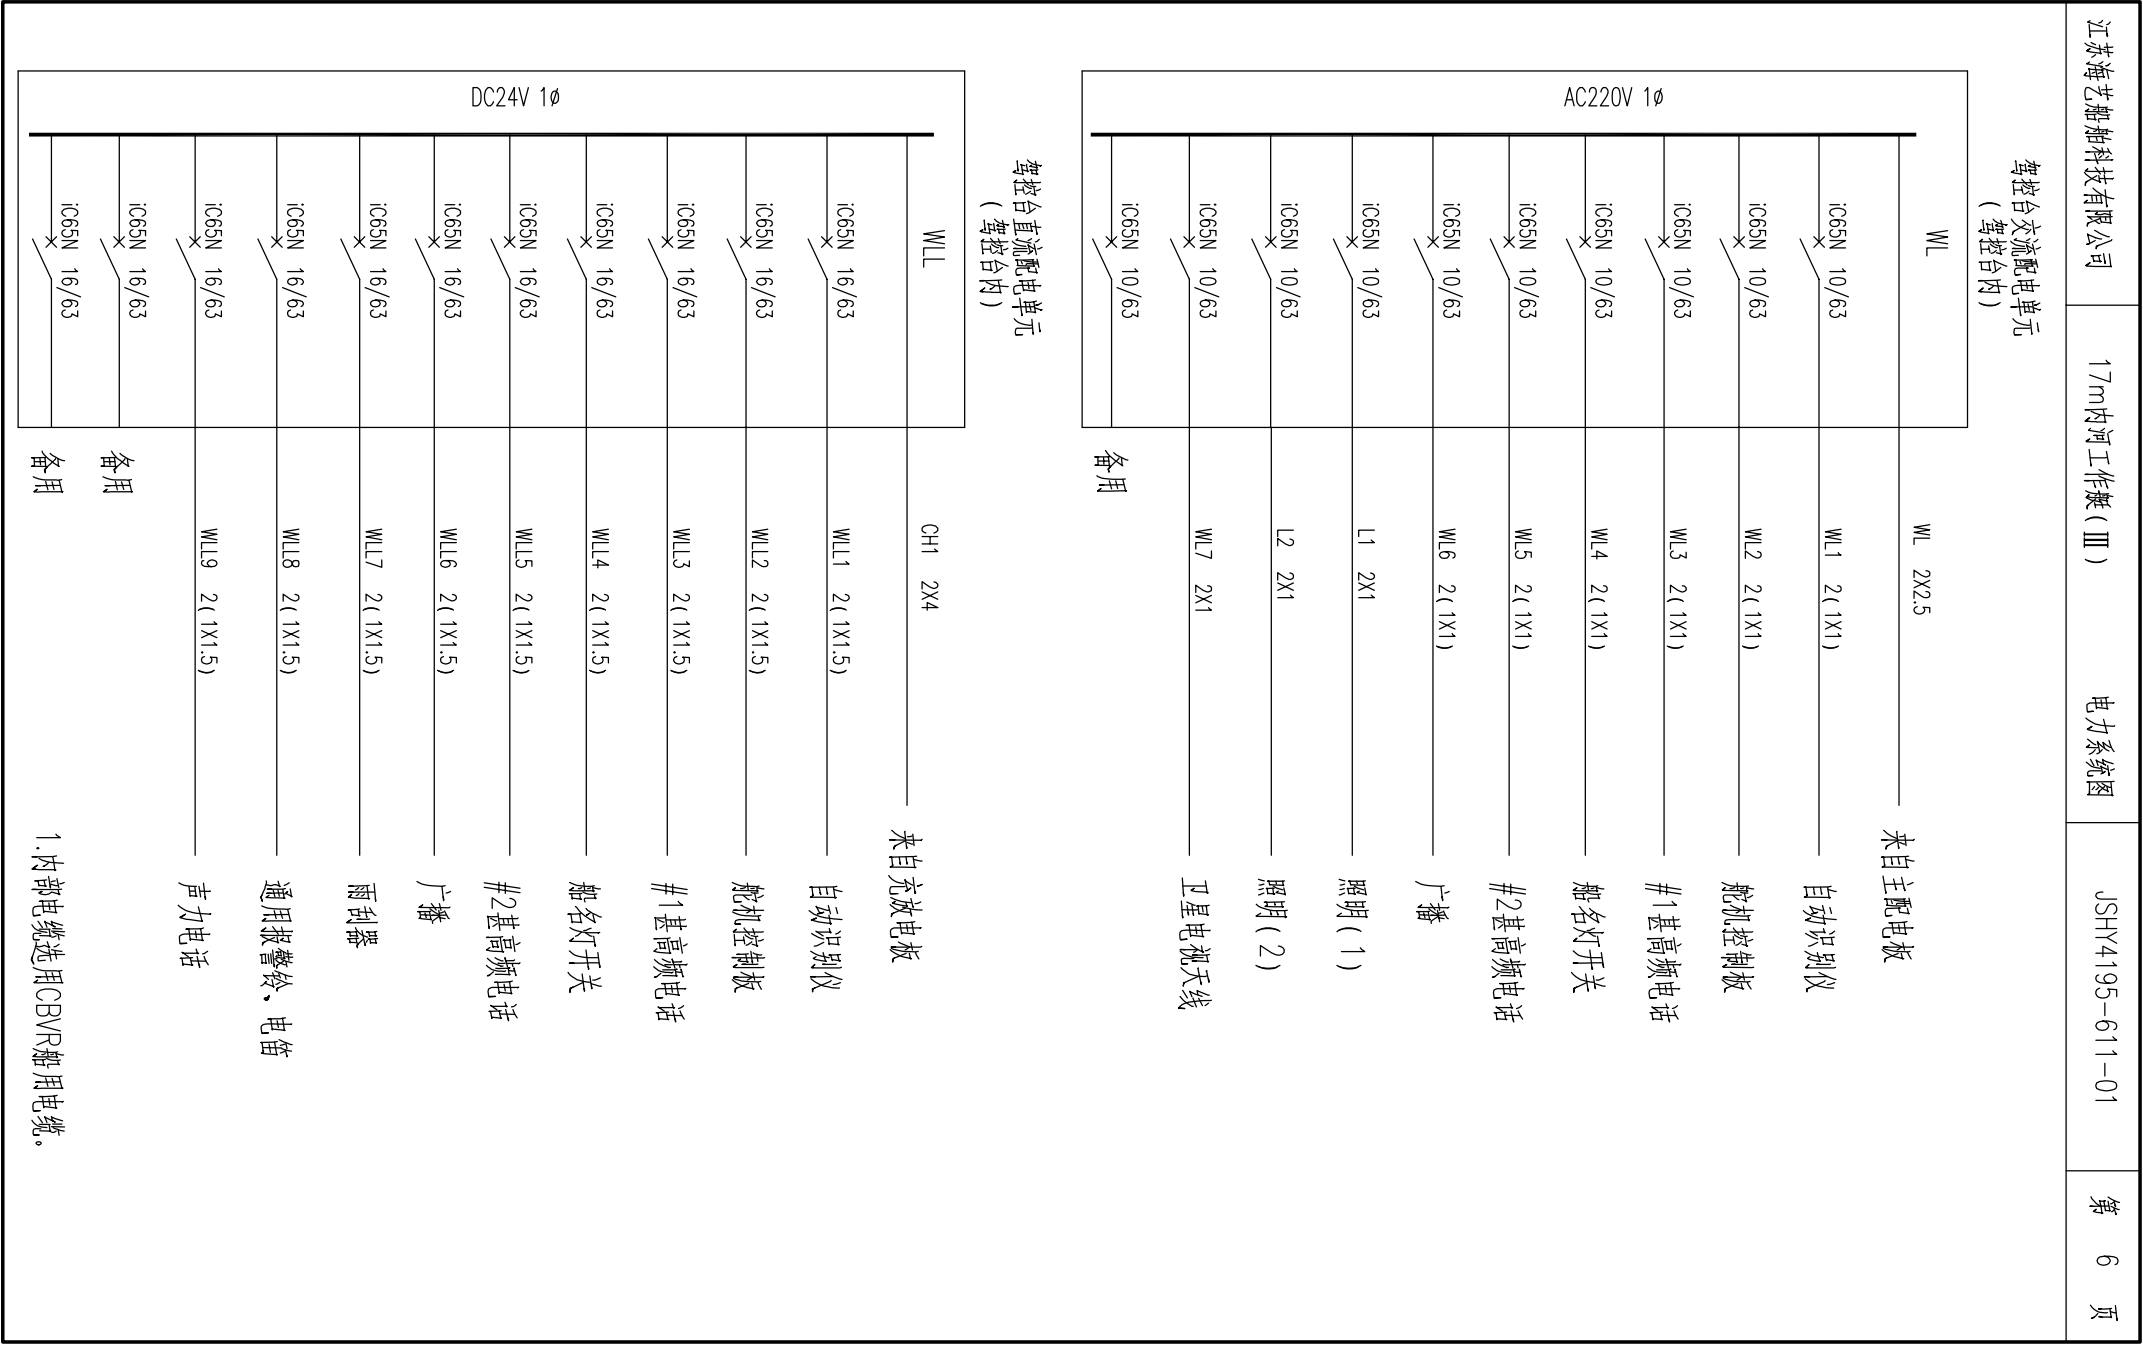 江苏海艺船舶科技有限公司
17m内河工作艇(Ⅲ)
电力系统图
JSHY4195-611-01
第 6 页
驾控台交流配电单元
(驾控台内)
WL
AC220V 1ø
WL 2X2.5 来自主配电板
iC65N 10/63 WL1 2(1X1) 自动识别仪
iC65N 10/63 WL2 2(1X1) 舵机控制板
iC65N 10/63 WL3 2(1X1) #1甚高频电话
iC65N 10/63 WL4 2(1X1) 船名灯开关
iC65N 10/63 WL5 2(1X1) #2甚高频电话
iC65N 10/63 WL6 2(1X1) 广播
iC65N 10/63 L1 2X1 照明(1)
iC65N 10/63 L2 2X1 照明(2)
iC65N 10/63 WL7 2X1 卫星电视天线
iC65N 10/63 备用
驾控台直流配电单元
(驾控台内)
WLL
DC24V 1ø
CH1 2X4 来自充放电板
iC65N 16/63 WLL1 2(1X1.5) 自动识别仪
iC65N 16/63 WLL2 2(1X1.5) 舵机控制板
iC65N 16/63 WLL3 2(1X1.5) #1甚高频电话
iC65N 16/63 WLL4 2(1X1.5) 船名灯开关
iC65N 16/63 WLL5 2(1X1.5) #2甚高频电话
iC65N 16/63 WLL6 2(1X1.5) 广播
iC65N 16/63 WLL7 2(1X1.5) 雨刮器
iC65N 16/63 WLL8 2(1X1.5) 通用报警铃、电笛
iC65N 16/63 WLL9 2(1X1.5) 声力电话
iC65N 16/63 备用
iC65N 16/63 备用
1.内部电缆选用CBVR船用电缆。